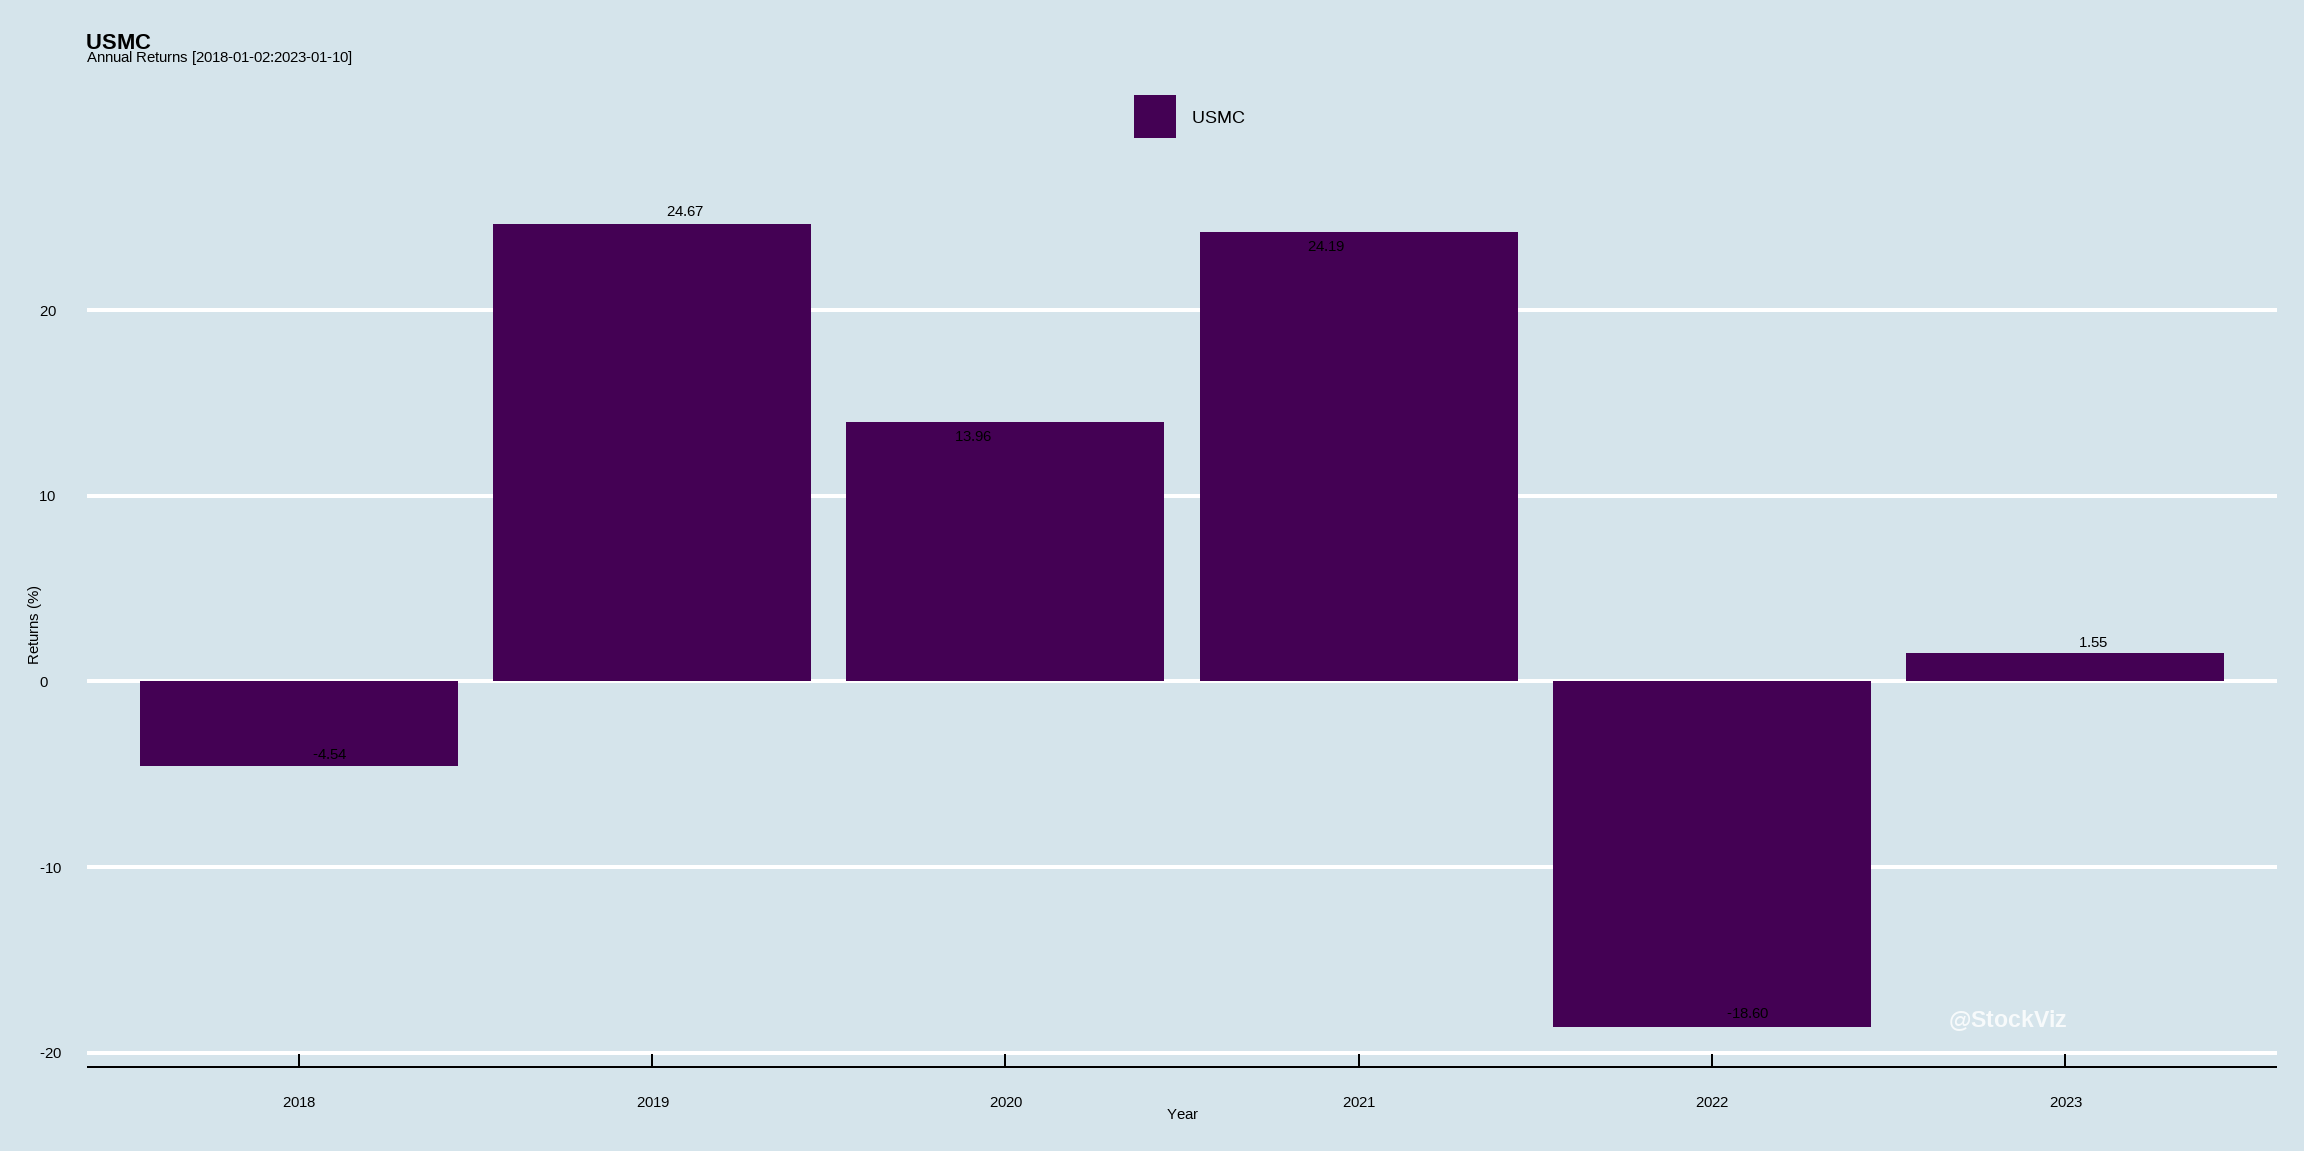 USMC
Annual Returns [2018-01-02:2023-01-10]
USMC
24.67
24.19
20
13.96
10
Returns (%)
1.55
0
-4.54
-10
-18.60
@StockViz
-20
2018 2019 2020 2021 2022 2023
Year